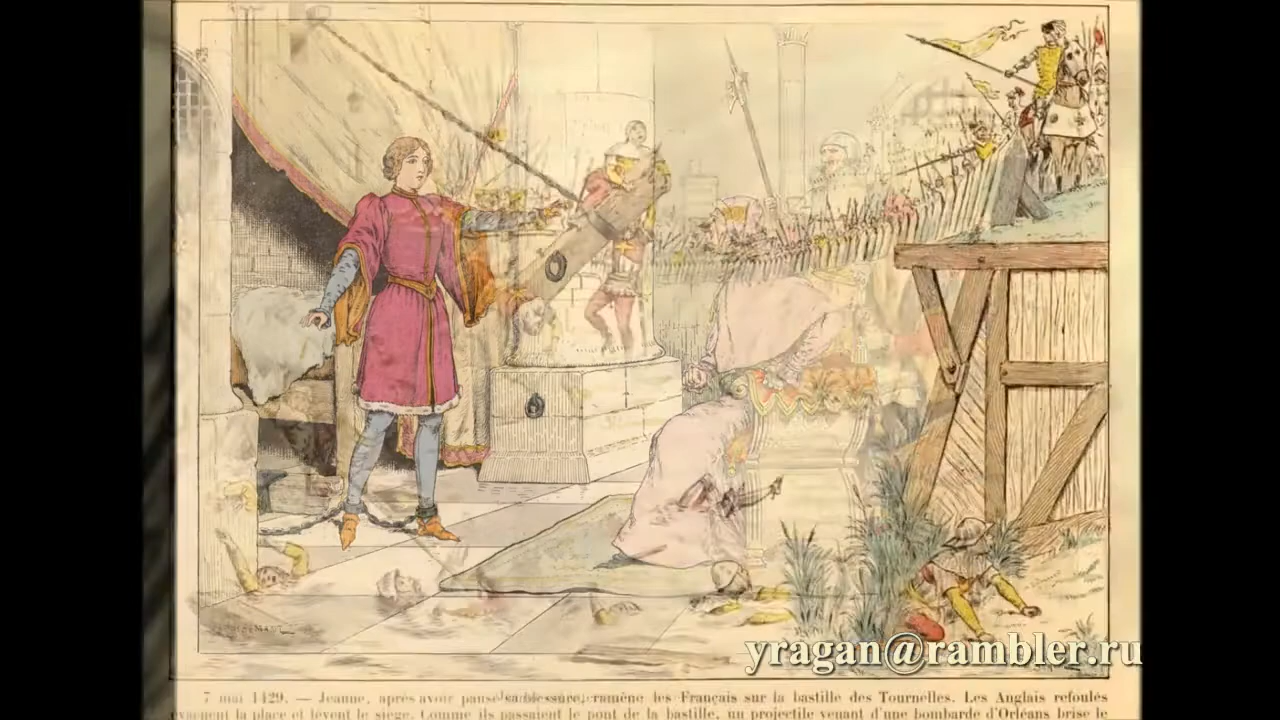 yragan@rambler.ru
7 mai 1429. — Jeanne, après avoir pansé sa blessure, ramène les Français sur la bastille des Tournelles. Les Anglais refoulés
évacuent la place et lèvent le siège. Comme ils passaient le pont de la bastille, un projectile venant d'une bombarde d'Orléans brise le